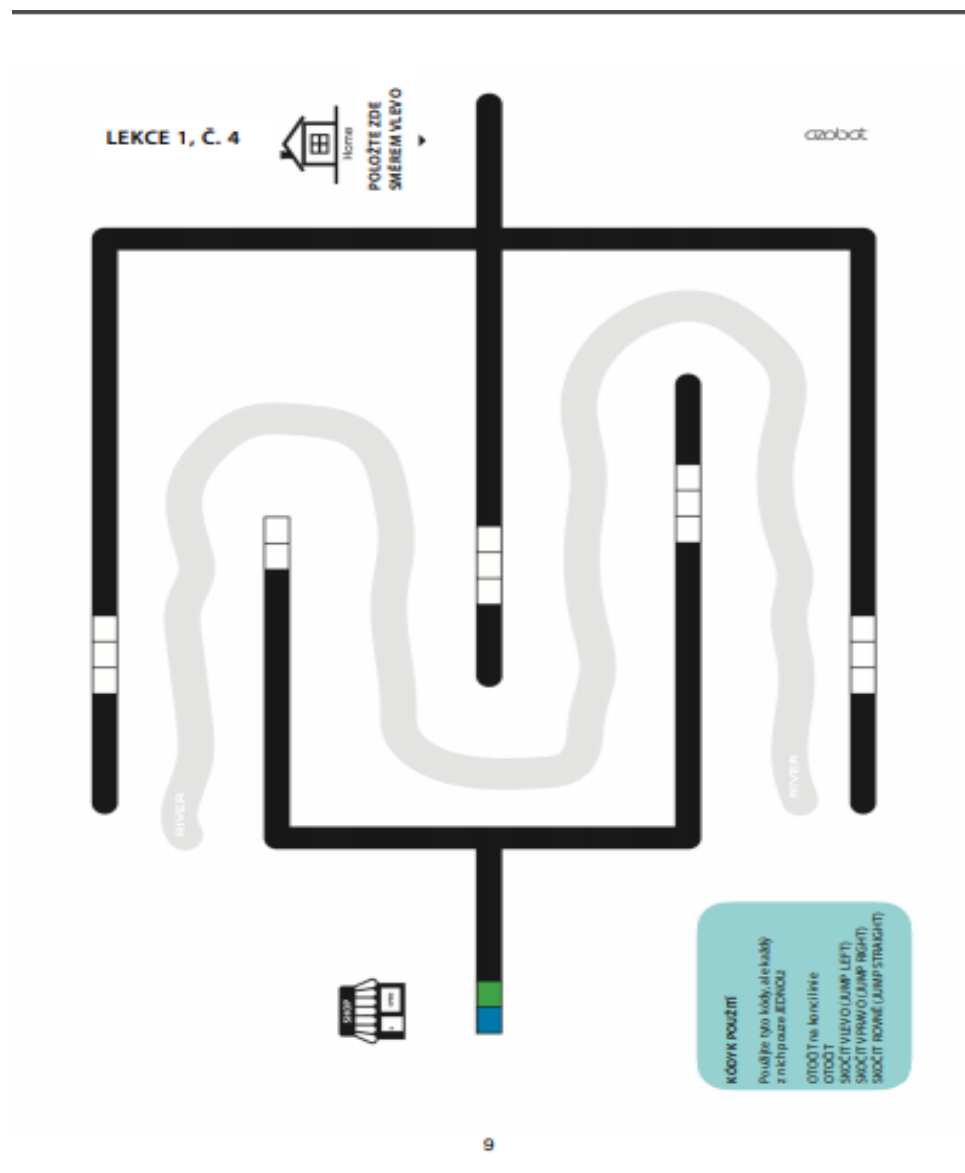 LEKCE 1, Č. 4
Home
POLOŽTE ZDE
SMĚREM VLEVO
ozobot
RIVER
RIVER
SHOP
KÓDY K POUŽITÍ
Použijte tyto kódy, ale každý
z nich pouze JEDNOU
OTOČIT na konci linie
OTOČIT
SKOČIT VLEVO (JUMP LEFT)
SKOČIT VPRAVO (JUMP RIGHT)
SKOČIT ROVNĚ (JUMP STRAIGHT)
9